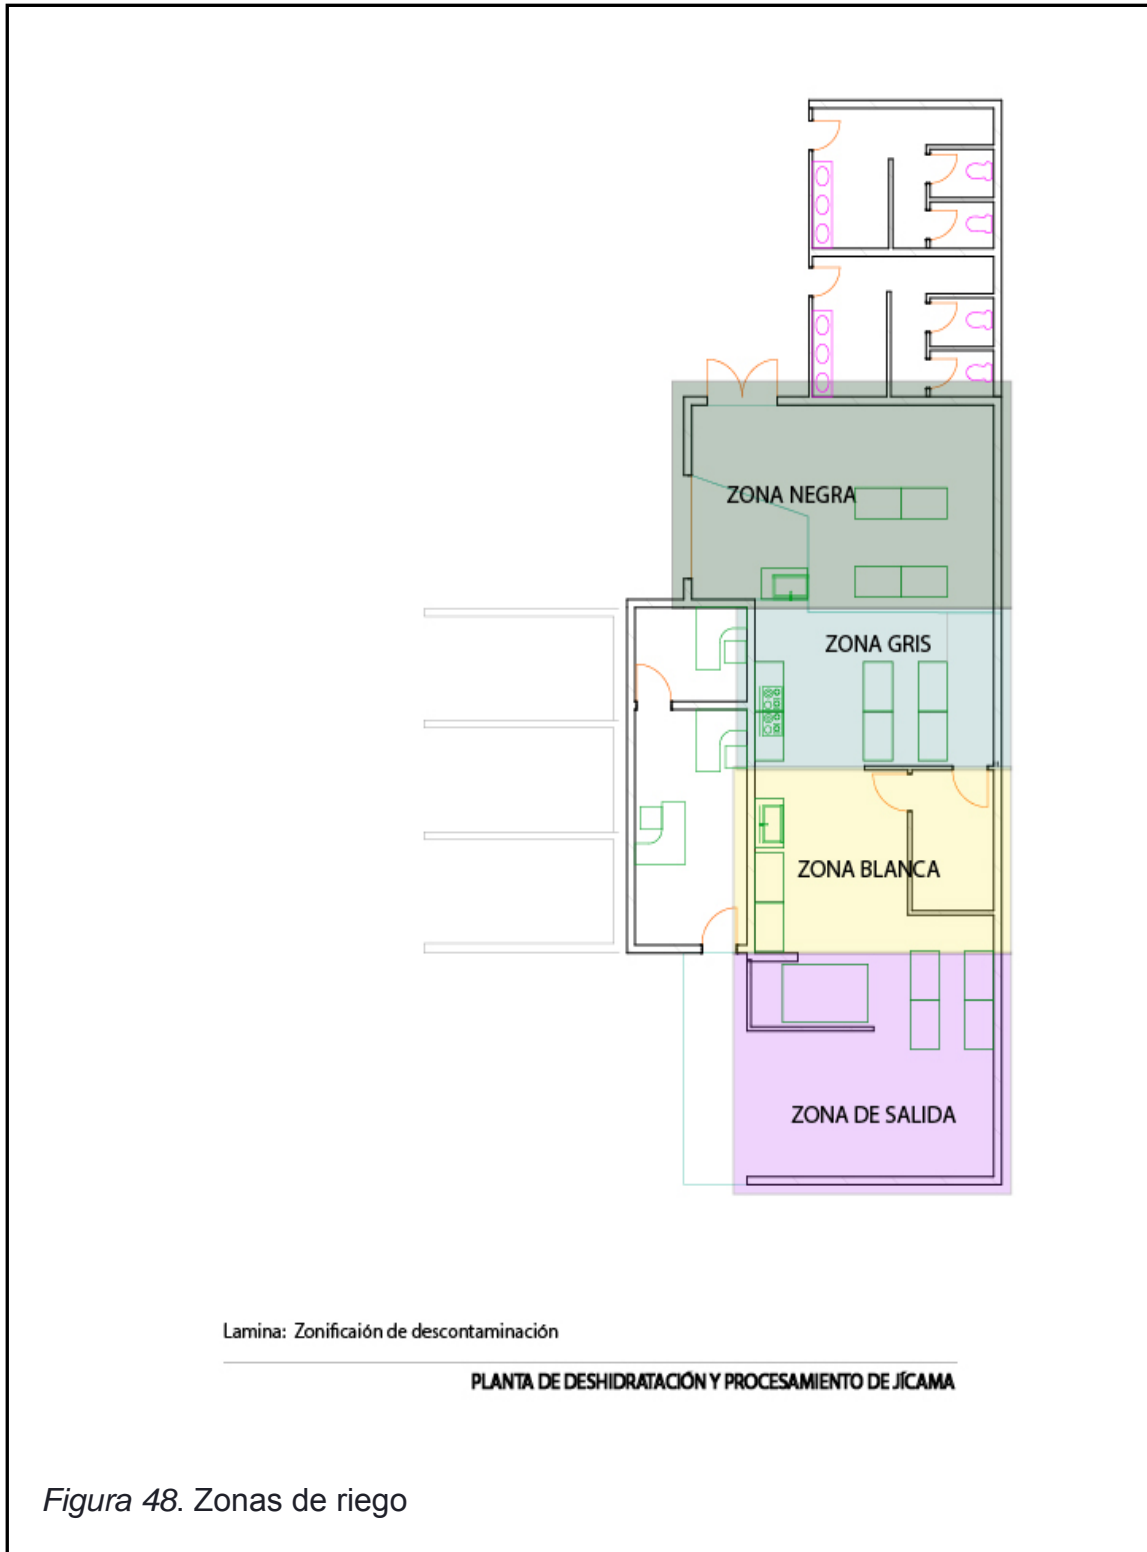 ZONA NEGRA
ZONA GRIS
ZONA BLANCA
ZONA DE SALIDA
Lamina: Zonificaión de descontaminación
PLANTA DE DESHIDRATACIÓN Y PROCESAMIENTO DE JÍCAMA
Figura 48. Zonas de riego